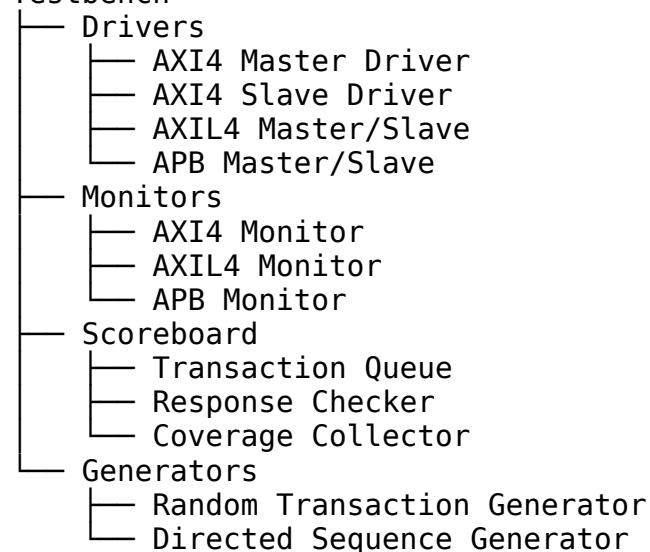 Testbench
├── Drivers
│   ├── AXI4 Master Driver
│   ├── AXI4 Slave Driver
│   ├── AXIL4 Master/Slave
│   └── APB Master/Slave
├── Monitors
│   ├── AXI4 Monitor
│   ├── AXIL4 Monitor
│   └── APB Monitor
├── Scoreboard
│   ├── Transaction Queue
│   ├── Response Checker
│   └── Coverage Collector
└── Generators
    ├── Random Transaction Generator
    └── Directed Sequence Generator